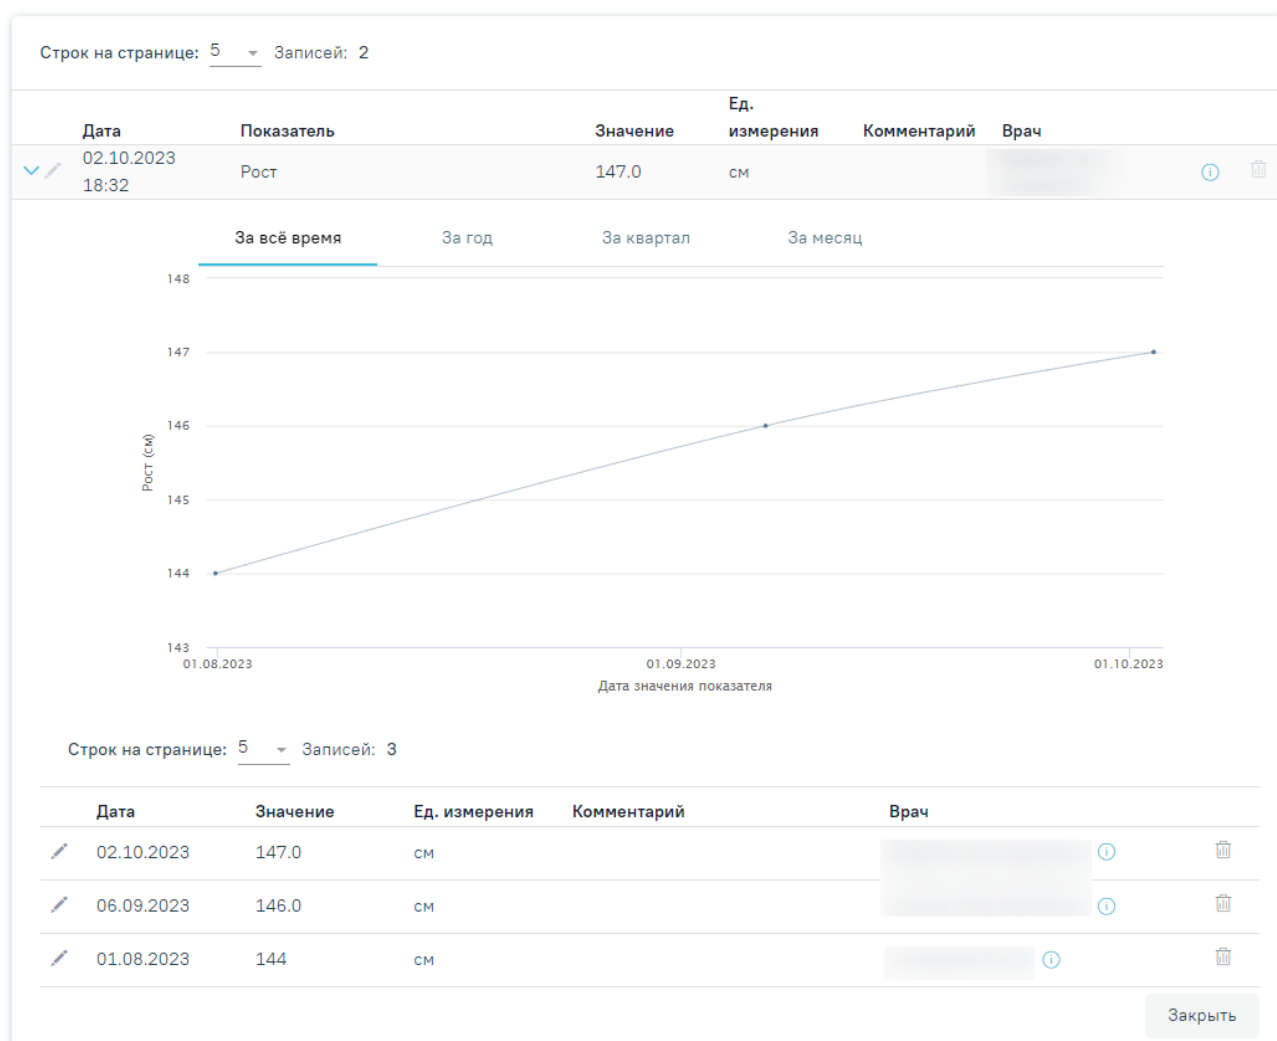 Строк на странице: 5 Записей: 2
Дата Показатель Значение Ед. измерения Комментарий Врач
02.10.2023 18:32 Рост 147.0 см
За всё время За год За квартал За месяц
148
147
146
145
144
143
Рост (см)
01.08.2023 01.09.2023 01.10.2023
Дата значения показателя
Строк на странице: 5 Записей: 3
Дата Значение Ед. измерения Комментарий Врач
02.10.2023 147.0 см
06.09.2023 146.0 см
01.08.2023 144 см
Закрыть